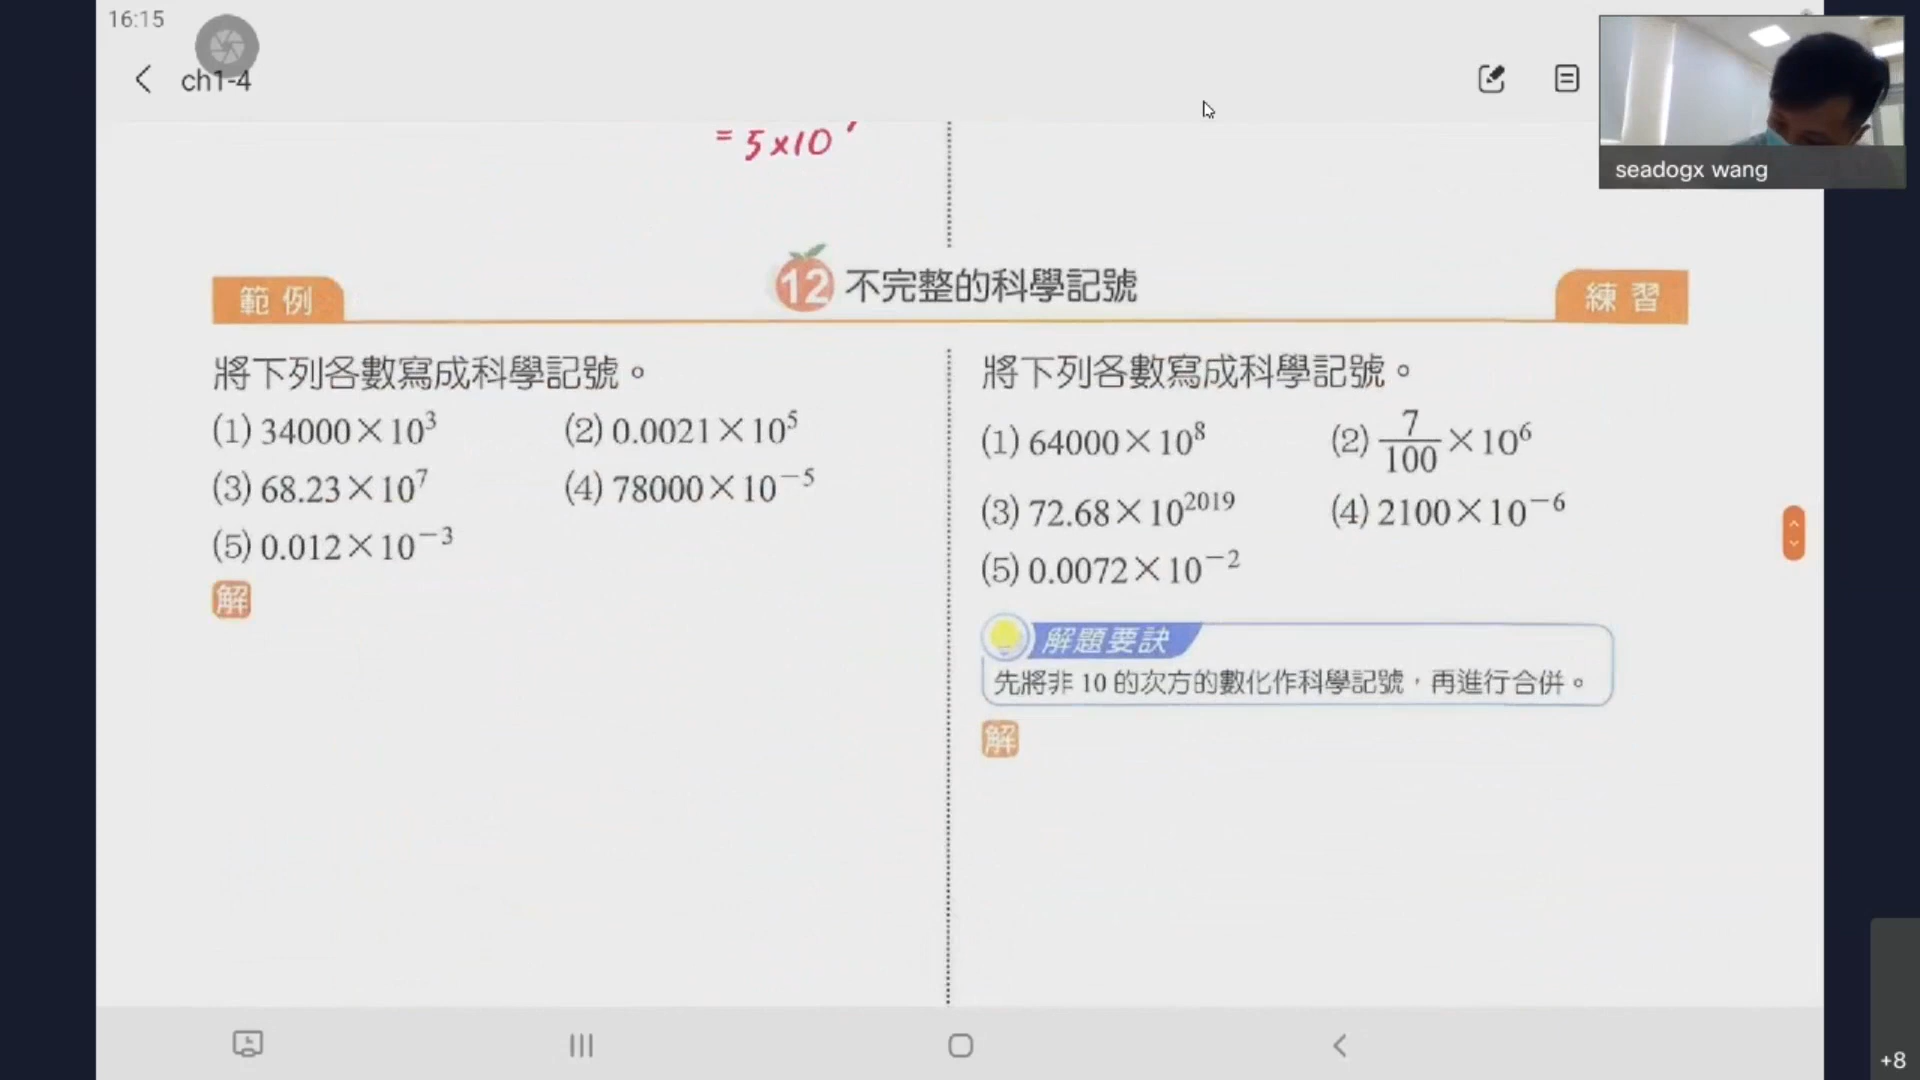 16:15
ch1-4
seadogx wang
= 5×10
12 不完整的科學記號
範例
將下列各數寫成科學記號。
(1) 34000×10³ (2) 0.0021×10⁵
(3) 68.23×10⁷ (4) 78000×10⁻⁵
(5) 0.012×10⁻³
解
練習
將下列各數寫成科學記號。
(1) 64000×10⁸ (2) 7/100×10⁶
(3) 72.68×10²⁰¹⁹ (4) 2100×10⁻⁶
(5) 0.0072×10⁻²
解題要訣
先將非 10 的次方的數化作科學記號，再進行合併。
解
+8